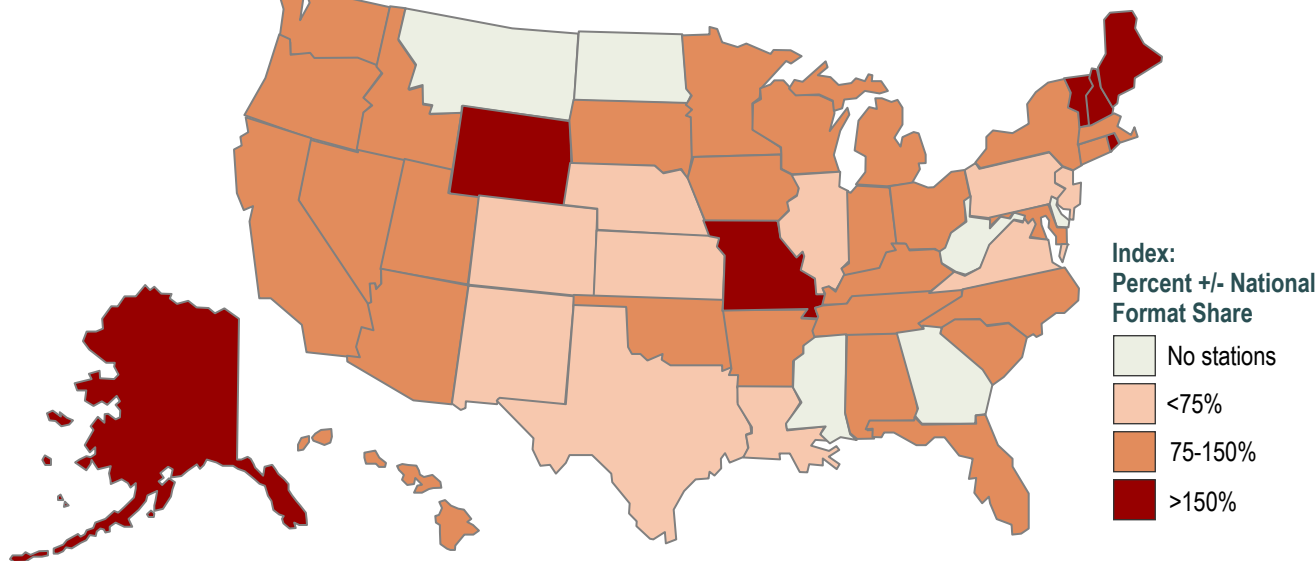 Index:
Percent +/- National
Format Share
No stations
<75%
75-150%
>150%